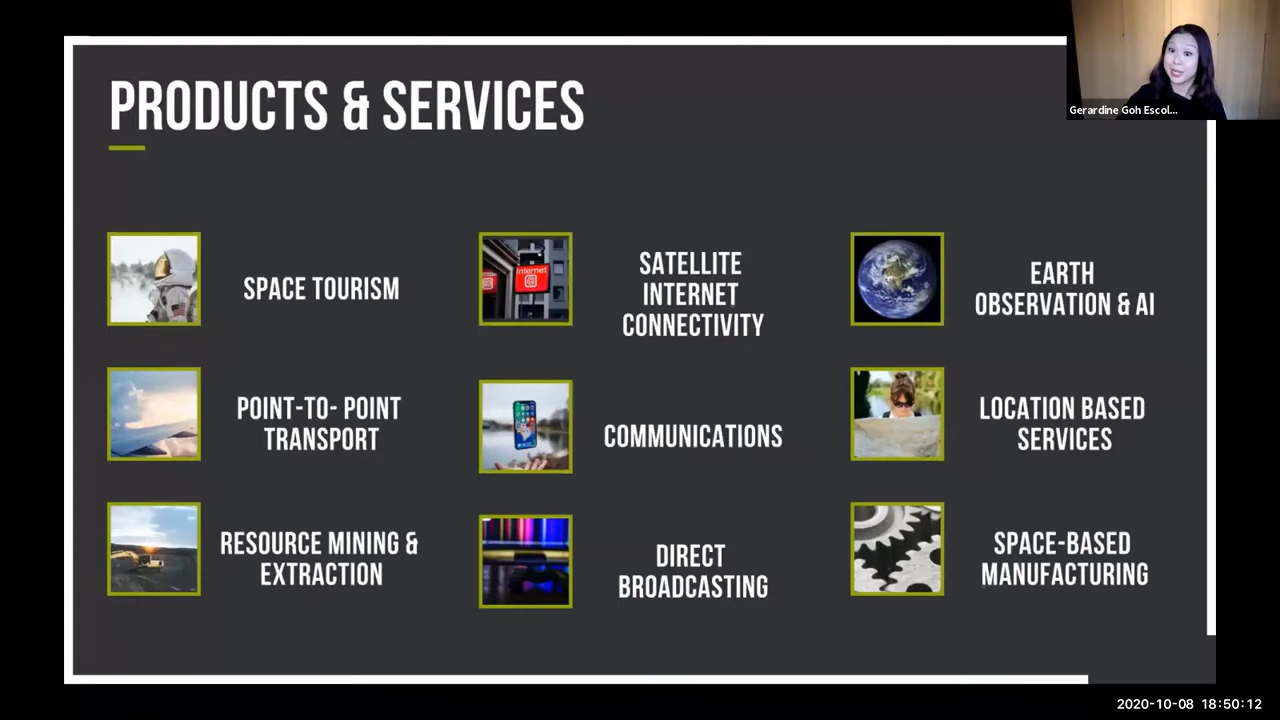 PRODUCTS & SERVICES
Gerardine Goh Escol...
SPACE TOURISM
Internet
SATELLITE
INTERNET
CONNECTIVITY
EARTH
OBSERVATION & AI
POINT-TO- POINT
TRANSPORT
COMMUNICATIONS
LOCATION BASED
SERVICES
RESOURCE MINING &
EXTRACTION
DIRECT
BROADCASTING
SPACE-BASED
MANUFACTURING
2020-10-08 18:50:12